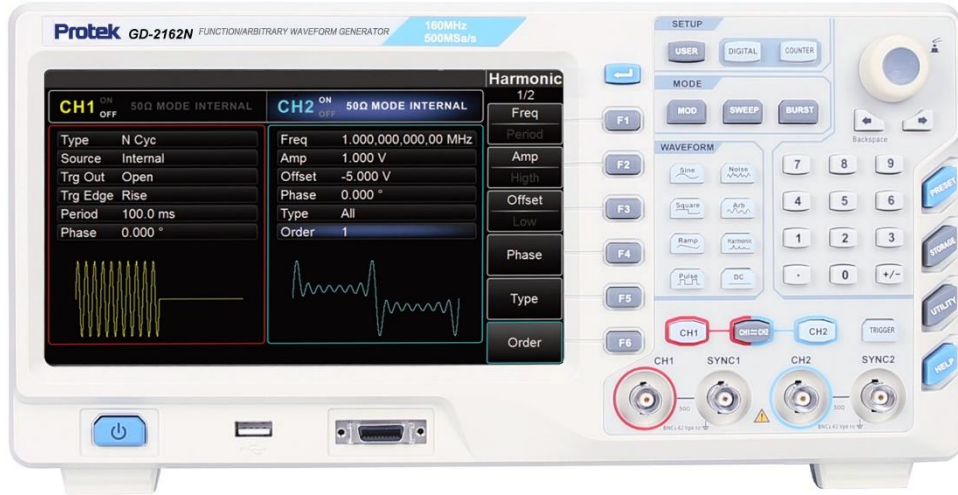 Protek GD-2162N FUNCTION/ARBITRARY WAVEFORM GENERATOR
160MHz
500MSa/s
CH1 ON OFF 50Ω MODE INTERNAL
CH2 ON OFF 50Ω MODE INTERNAL
Type N Cyc
Source Internal
Trg Out Open
Trg Edge Rise
Period 100.0 ms
Phase 0.000 °
Freq 1.000,000,000,00 MHz
Amp 1.000 V
Offset -5.000 V
Phase 0.000 °
Type All
Order 1
Harmonic
1/2
Freq
Period
Amp
Higth
Offset
Low
Phase
Type
Order
F1
F2
F3
F4
F5
F6
SETUP
USER DIGITAL COUNTER
MODE
MOD SWEEP BURST
WAVEFORM
Sine Noise
Square Arb
Ramp Harmonic
Pulse DC
Backspace
7 8 9
4 5 6
1 2 3
. 0 +/-
PRESET
STORAGE
UTILITY
HELP
CH1 CH1⇌CH2 CH2 TRIGGER
CH1 SYNC1 CH2 SYNC2
50Ω 50Ω